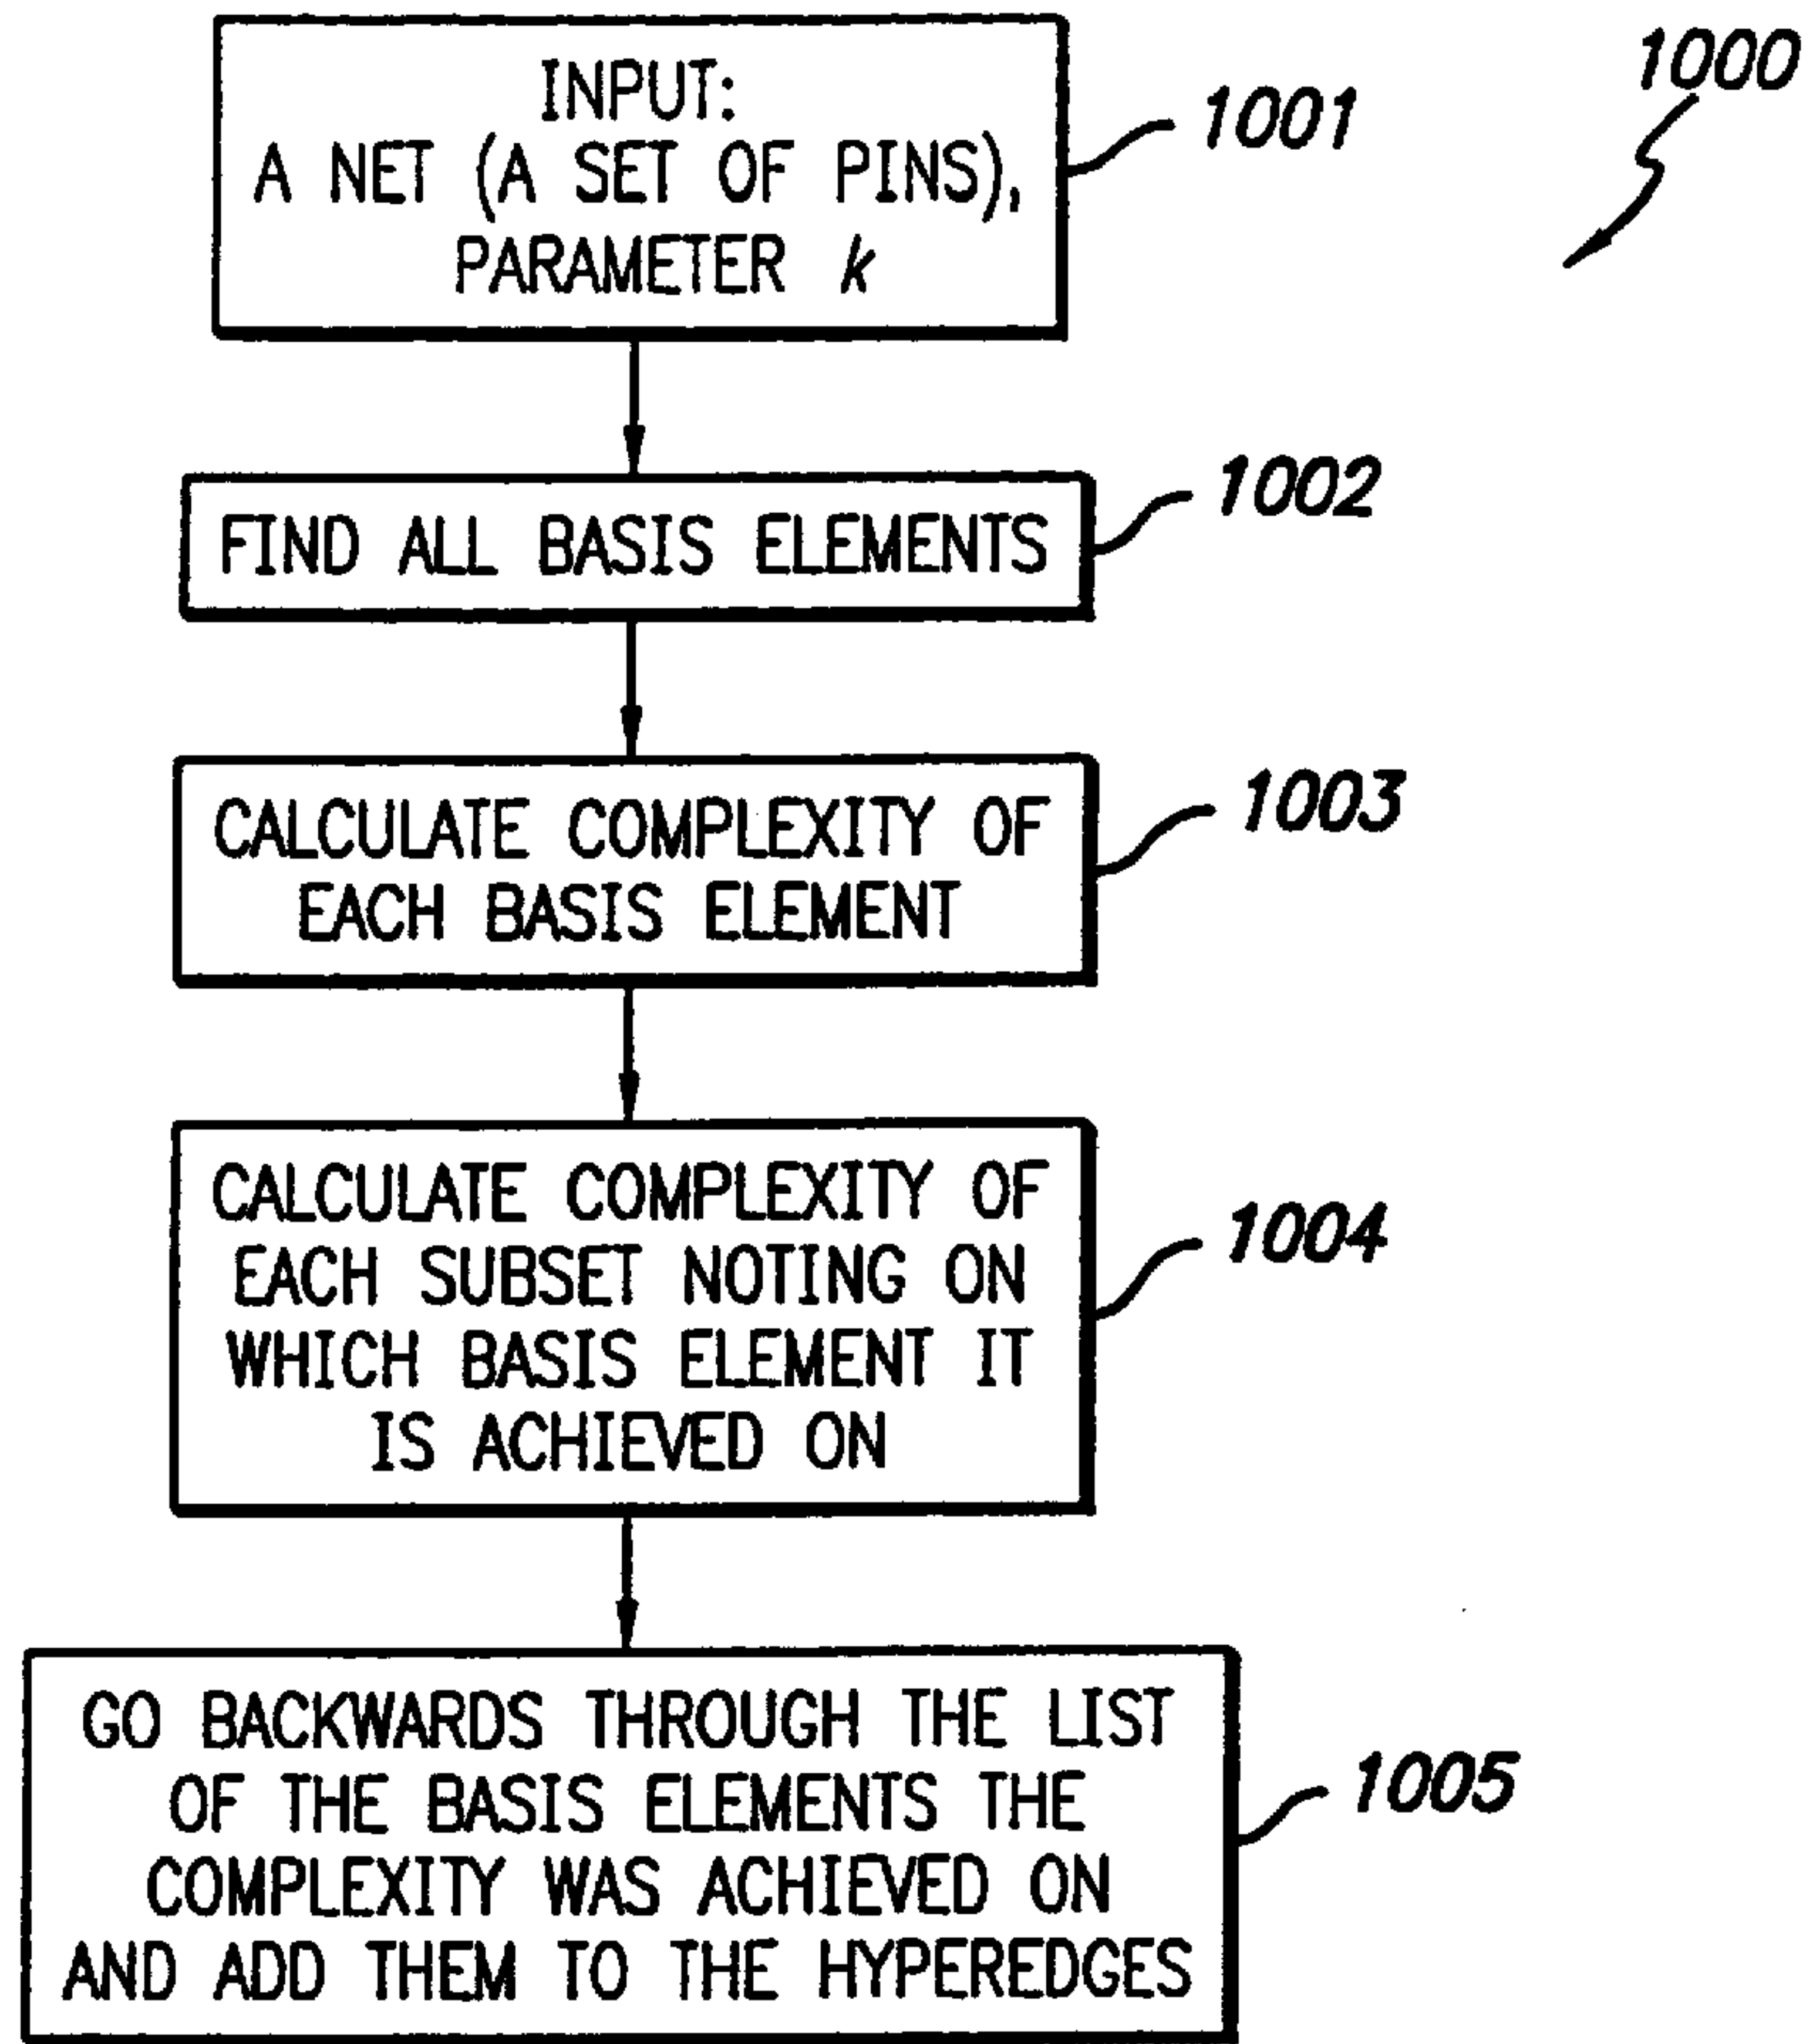 1000
INPUT:
A NET (A SET OF PINS),
PARAMETER k
1001
FIND ALL BASIS ELEMENTS
1002
CALCULATE COMPLEXITY OF
EACH BASIS ELEMENT
1003
CALCULATE COMPLEXITY OF
EACH SUBSET NOTING ON
WHICH BASIS ELEMENT IT
IS ACHIEVED ON
1004
GO BACKWARDS THROUGH THE LIST
OF THE BASIS ELEMENTS THE
COMPLEXITY WAS ACHIEVED ON
AND ADD THEM TO THE HYPEREDGES
1005